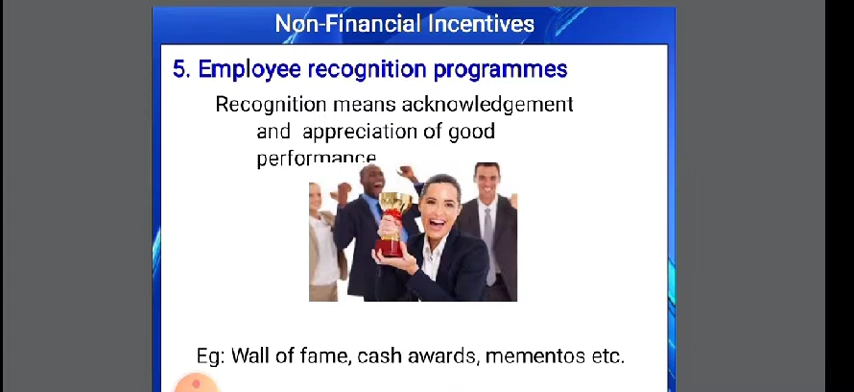 Non-Financial Incentives
5. Employee recognition programmes
Recognition means acknowledgement
and appreciation of good
performance
Eg: Wall of fame, cash awards, mementos etc.